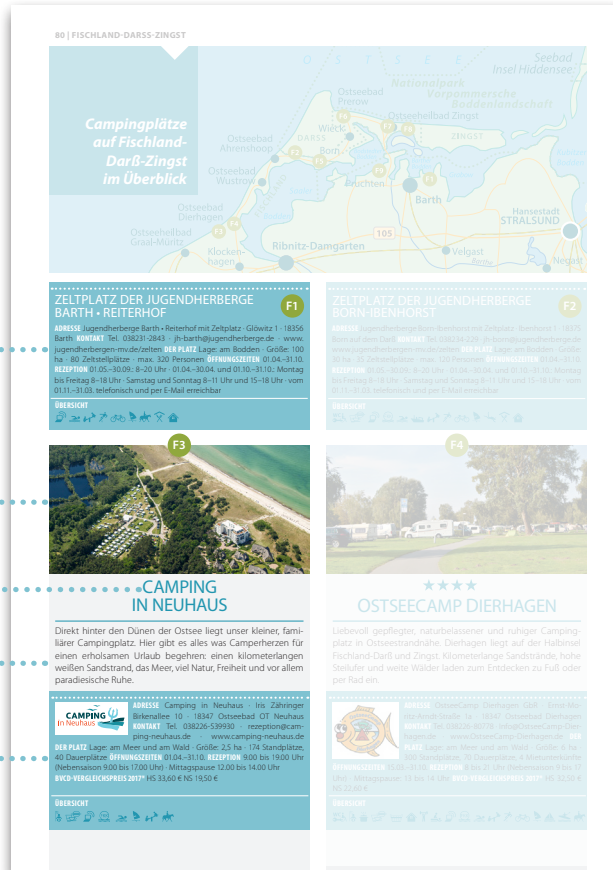 80 | FISCHLAND-DARSS-ZINGST
Campingplätze
auf Fischland-
Darß-Zingst
im Überblick
O S T S E E
Seebad
Insel Hiddensee
Nationalpark
Vorpommersche
Boddenlandschaft
Ostseebad
Prerow
Ostseeheilbad Zingst
Wieck
DARSS
ZINGST
Ostseebad
Ahrenshoop
Born
Ostseebad
Wustrow
Fuhlendorf
Bruchten
Barth
FISCHLAND
Ostseebad
Dierhagen
Hansestadt
STRALSUND
Ostseeheilbad
Graal-Müritz
105
Klocken-
hagen
Ribnitz-Damgarten
Velgast
Negast
ZELTPLATZ DER JUGENDHERBERGE
BARTH • REITERHOF
F1
ADRESSE Jugendherberge Barth • Reiterhof mit Zeltplatz · Glöwitz 1 · 18356
Barth KONTAKT Tel. 038231-2843 · jh-barth@jugendherberge.de · www.
jugendherbergen-mv.de/zelten DER PLATZ Lage: am Bodden · Größe: 100
ha · 80 Zeltstellplätze · max. 320 Personen ÖFFNUNGSZEITEN 01.04.–31.10.
REZEPTION 01.05.–30.09.: 8–20 Uhr · 01.04.–30.04. und 01.10.–31.10.: Montag
bis Freitag 8–18 Uhr · Samstag und Sonntag 8–11 Uhr und 15–18 Uhr · vom
01.11.–31.03. telefonisch und per E-Mail erreichbar
ÜBERSICHT
ZELTPLATZ DER JUGENDHERBERGE
BORN-IBENHORST
F2
ÜBERSICHT
F3
CAMPING
IN NEUHAUS
Direkt hinter den Dünen der Ostsee liegt unser kleiner, fami-
liärer Campingplatz. Hier gibt es alles was Camperherzen für
einen erholsamen Urlaub begehren: einen kilometerlangen
weißen Sandstrand, das Meer, viel Natur, Freiheit und vor allem
paradiesische Ruhe.
CAMPING
in Neuhaus
ADRESSE Camping in Neuhaus · Iris Zähringer
Birkenallee 10 · 18347 Ostseebad OT Neuhaus
KONTAKT Tel. 038226-539930 · rezeption@cam-
ping-neuhaus.de · www.camping-neuhaus.de
DER PLATZ Lage: am Meer und am Wald · Größe: 2,5 ha · 174 Standplätze,
40 Dauerplätze ÖFFNUNGSZEITEN 01.04.–31.10. REZEPTION 9.00 bis 19.00 Uhr
(Nebensaison 9.00 bis 17.00 Uhr) · Mittagspause 12.00 bis 14.00 Uhr
BVCD-VERGLEICHSPREIS 2017* HS 33,60 € NS 19,50 €
ÜBERSICHT
F4
★★★★
OSTSEECAMP DIERHAGEN
Liebevoll gepflegter, naturbelassener und ruhiger Camping-
platz in Ostseestrandnähe. Dierhagen liegt auf der Halbinsel
Fischland-Darß und Zingst. Kilometerlange Sandstrände, hohe
Steilufer und weite Wälder laden zum Entdecken zu Fuß oder
per Rad ein.
ÜBERSICHT